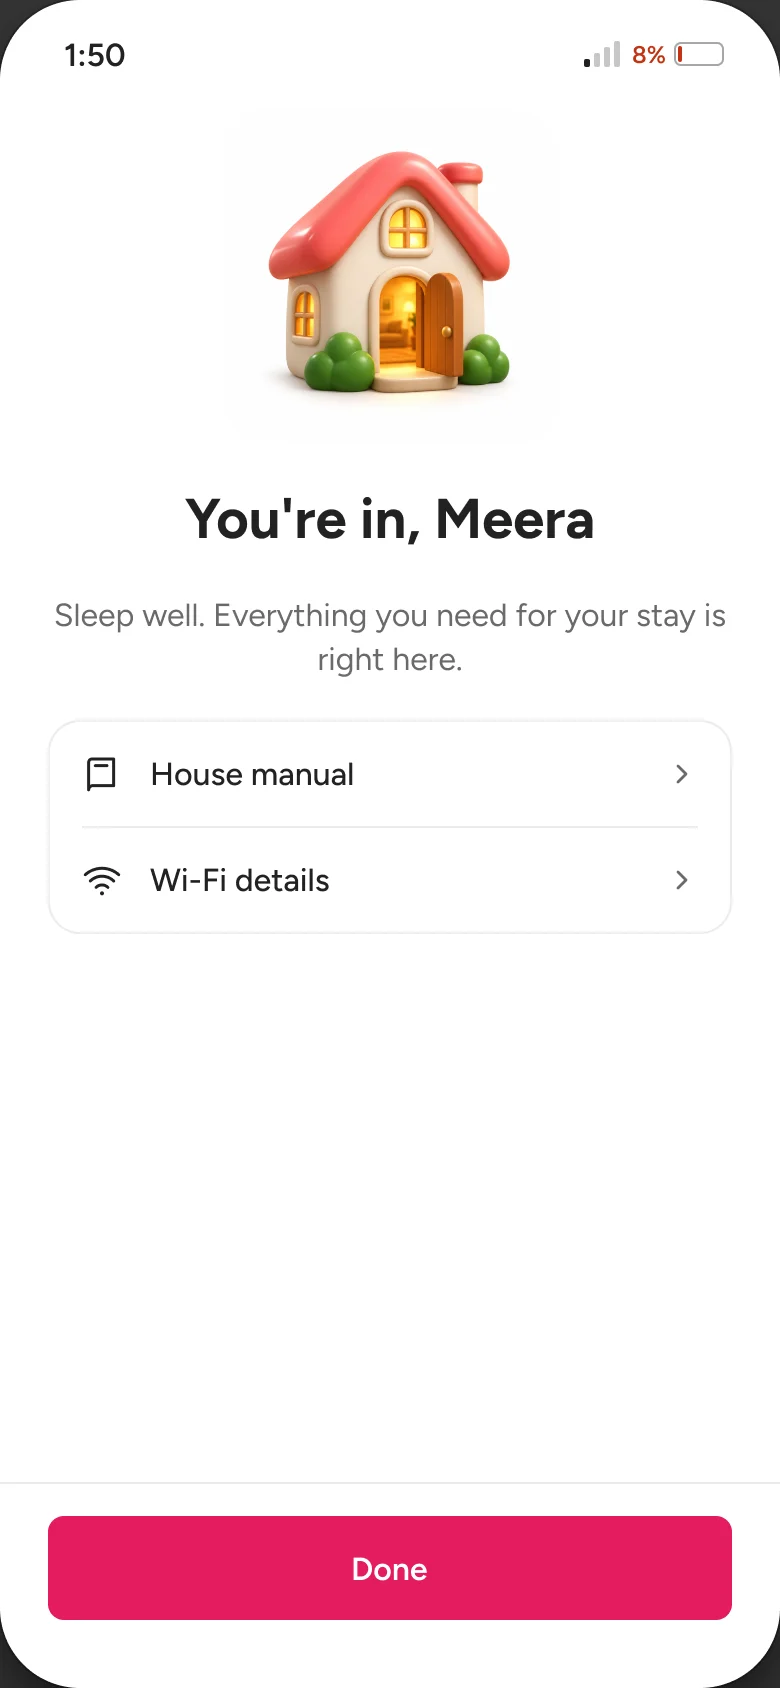 1:50
8%
You're in, Meera
Sleep well. Everything you need for your stay is
right here.
House manual
Wi-Fi details
Done